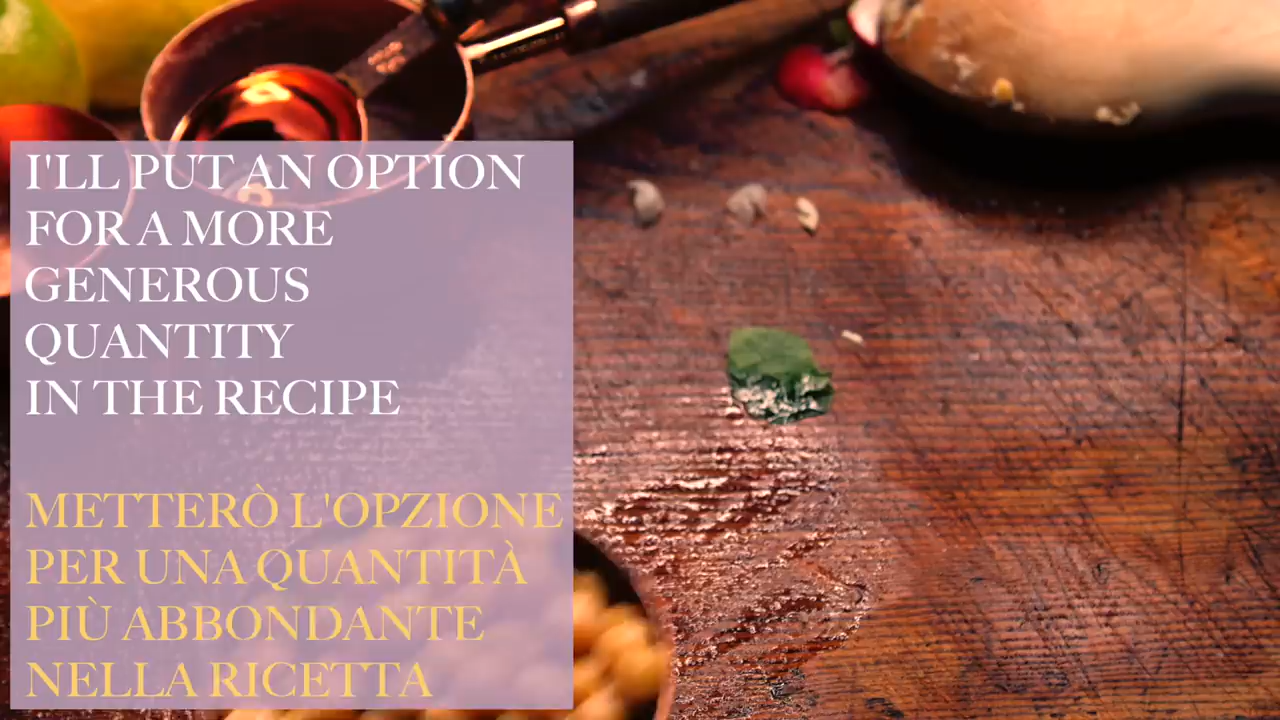 I'LL PUT AN OPTION
FOR A MORE
GENEROUS
QUANTITY
IN THE RECIPE
METTERÒ L'OPZIONE
PER UNA QUANTITÀ
PIÙ ABBONDANTE
NELLA RICETTA